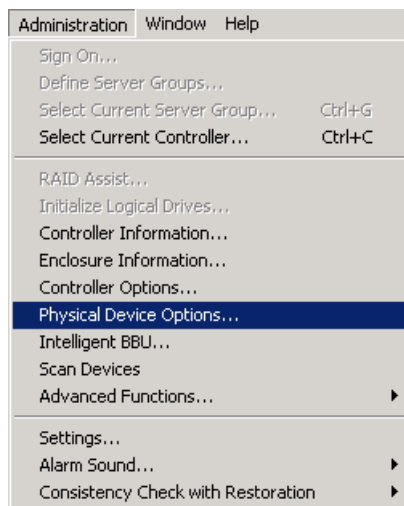 Administration Window Help
Sign On...
Define Server Groups...
Select Current Server Group... Ctrl+G
Select Current Controller... Ctrl+C
RAID Assist...
Initialize Logical Drives...
Controller Information...
Enclosure Information...
Controller Options...
Physical Device Options...
Intelligent BBU...
Scan Devices
Advanced Functions...
Settings...
Alarm Sound...
Consistency Check with Restoration